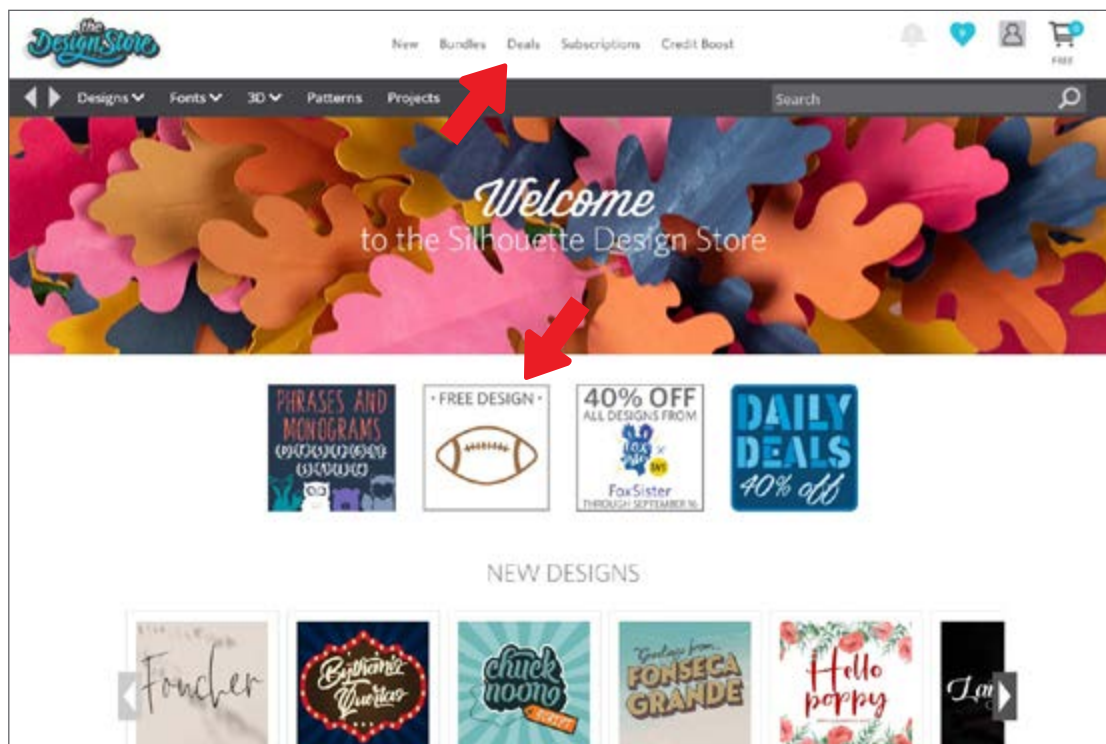 the
Design Store
New Bundles Deals Subscriptions Credit Boost
FREE
Designs Fonts 3D Patterns Projects
Search
Welcome
to the Silhouette Design Store
PHRASES AND
MONOGRAMS
• FREE DESIGN •
40% OFF
ALL DESIGNS FROM
FoxSister
THROUGH SEPTEMBER 16
DAILY
DEALS
40% off
NEW DESIGNS
Foucher
chuck
noong
Greetings from
FONSECA
GRANDE
Hello
poppy